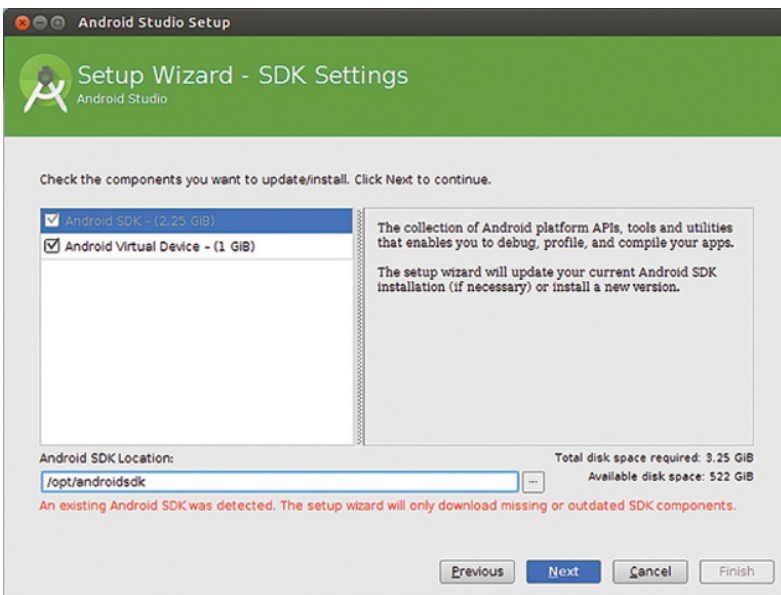 Android Studio Setup
Setup Wizard - SDK Settings
Android Studio
Check the components you want to update/install. Click Next to continue.
Android SDK - (2.25 GiB)
Android Virtual Device - (1 GiB)
The collection of Android platform APIs, tools and utilities
that enables you to debug, profile, and compile your apps.
The setup wizard will update your current Android SDK
installation (if necessary) or install a new version.
Android SDK Location:
Total disk space required: 3.25 GiB
/opt/androidsdk
...
Available disk space: 522 GiB
An existing Android SDK was detected. The setup wizard will only download missing or outdated SDK components.
Previous
Next
Cancel
Finish